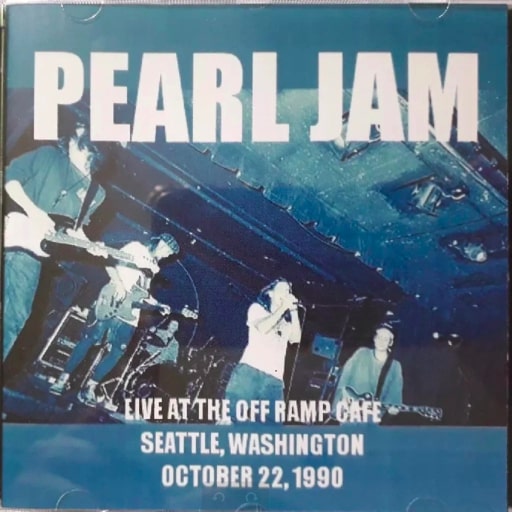 PEARL JAM
LIVE AT THE OFF RAMP CAFE
SEATTLE, WASHINGTON
OCTOBER 22, 1990